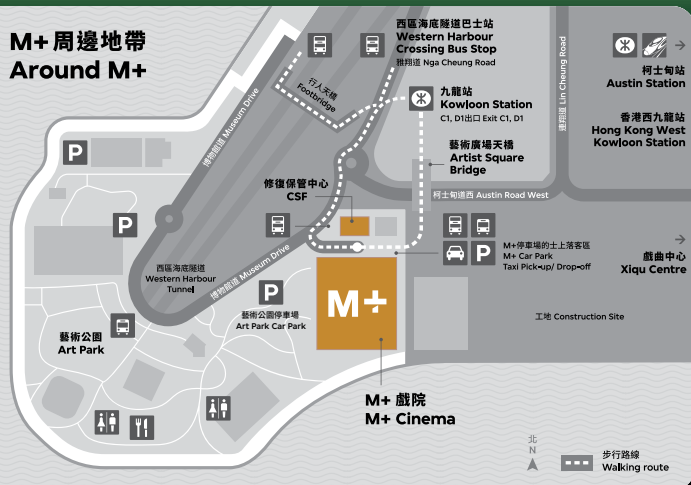 M+周邊地帶
Around M+
西區海底隧道巴士站
Western Harbour
Crossing Bus Stop
雅翔道 Nga Cheung Road
行人天橋
Footbridge
九龍站
Kowloon Station
C1, D1出口 Exit C1, D1
連翔道 Lin Cheung Road
柯士甸站
Austin Station
香港西九龍站
Hong Kong West
Kowloon Station
博物館道 Museum Drive
藝術廣場天橋
Artist Square
Bridge
P
修復保管中心
CSF
柯士甸道西 Austin Road West
P
P
M+停車場的士上落客區
M+ Car Park
Taxi Pick-up/ Drop-off
戲曲中心
Xiqu Centre
西區海底隧道
Western Harbour
Tunnel
博物館道 Museum Drive
P
藝術公園停車場
Art Park Car Park
M+
工地 Construction Site
藝術公園
Art Park
M+ 戲院
M+ Cinema
北
N
步行路線
Walking route